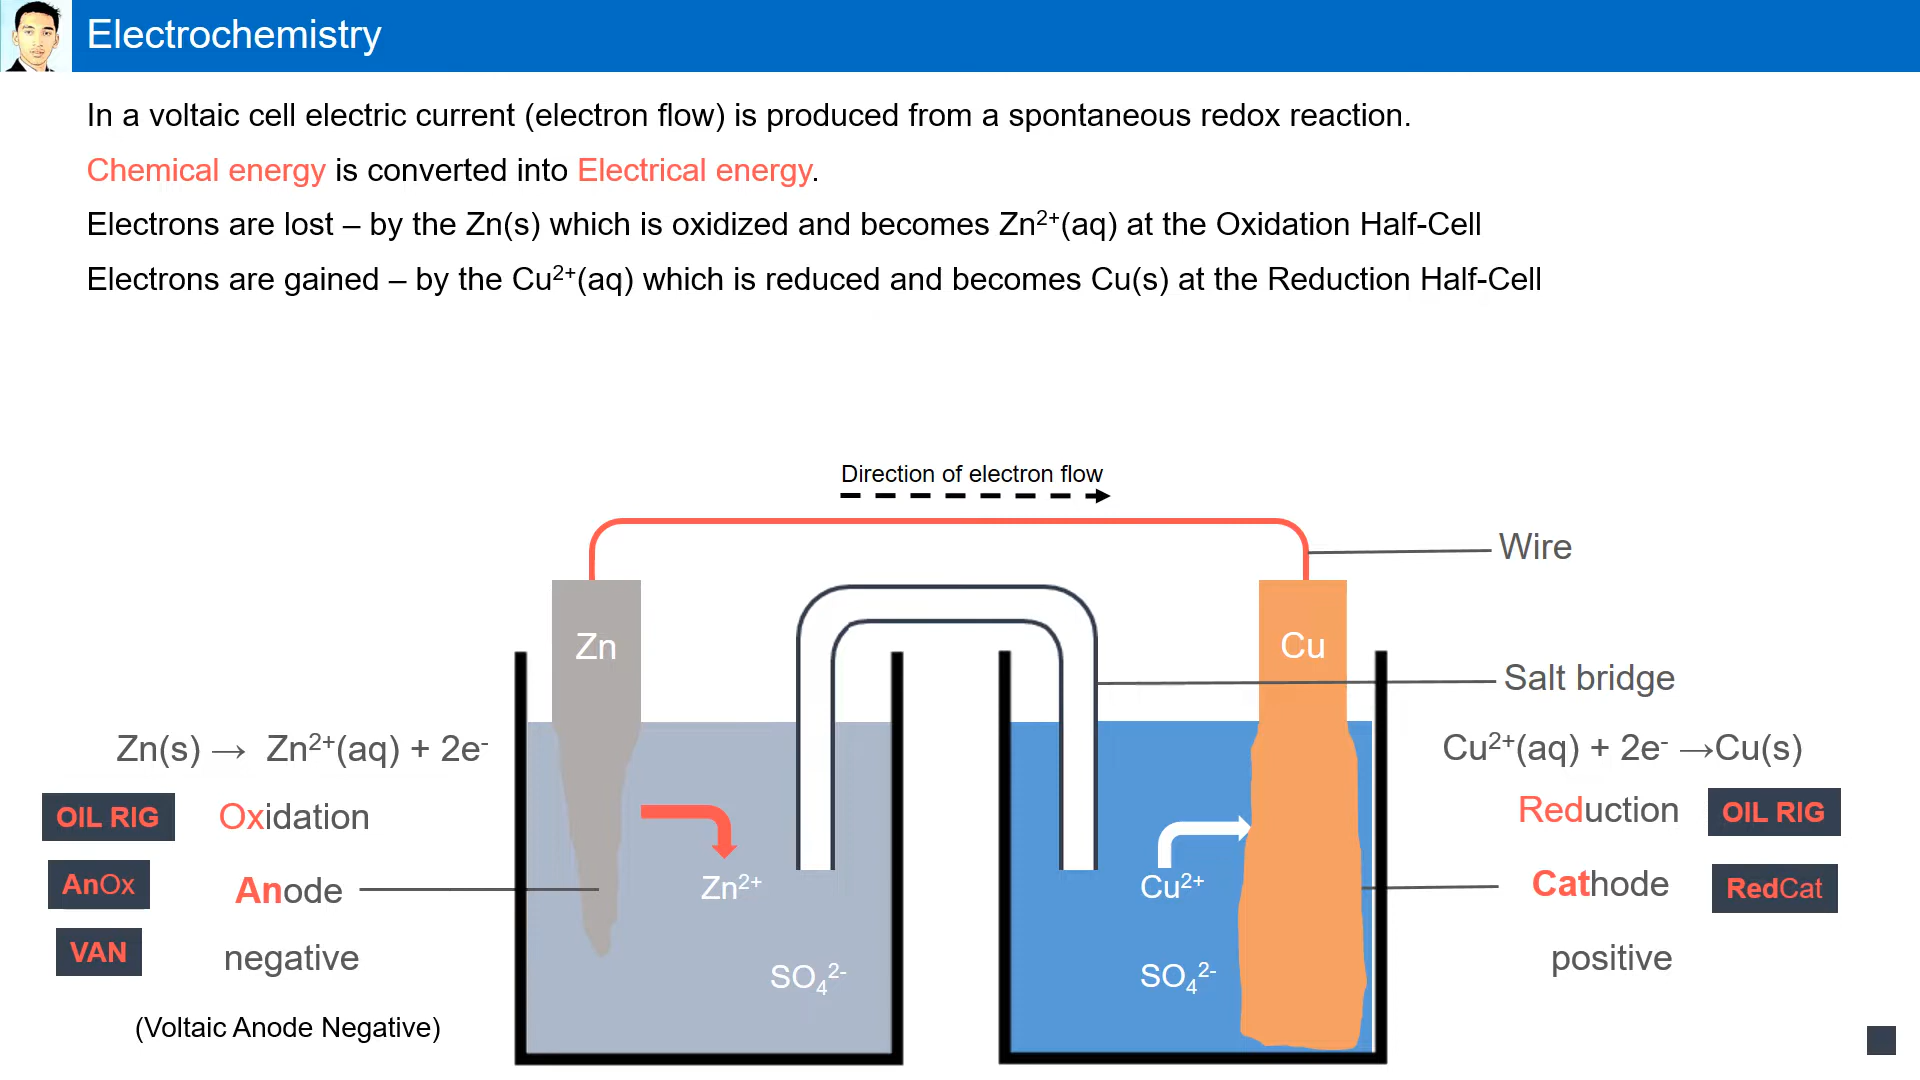 Electrochemistry
In a voltaic cell electric current (electron flow) is produced from a spontaneous redox reaction.
Chemical energy is converted into Electrical energy.
Electrons are lost – by the Zn(s) which is oxidized and becomes Zn²⁺(aq) at the Oxidation Half-Cell
Electrons are gained – by the Cu²⁺(aq) which is reduced and becomes Cu(s) at the Reduction Half-Cell
Direction of electron flow
Wire
Zn
Cu
Salt bridge
Zn(s) → Zn²⁺(aq) + 2e⁻
Cu²⁺(aq) + 2e⁻ →Cu(s)
OIL RIG
Oxidation
Reduction
OIL RIG
AnOx
Anode
Zn²⁺
Cu²⁺
Cathode
RedCat
VAN
negative
SO₄²⁻
SO₄²⁻
positive
(Voltaic Anode Negative)